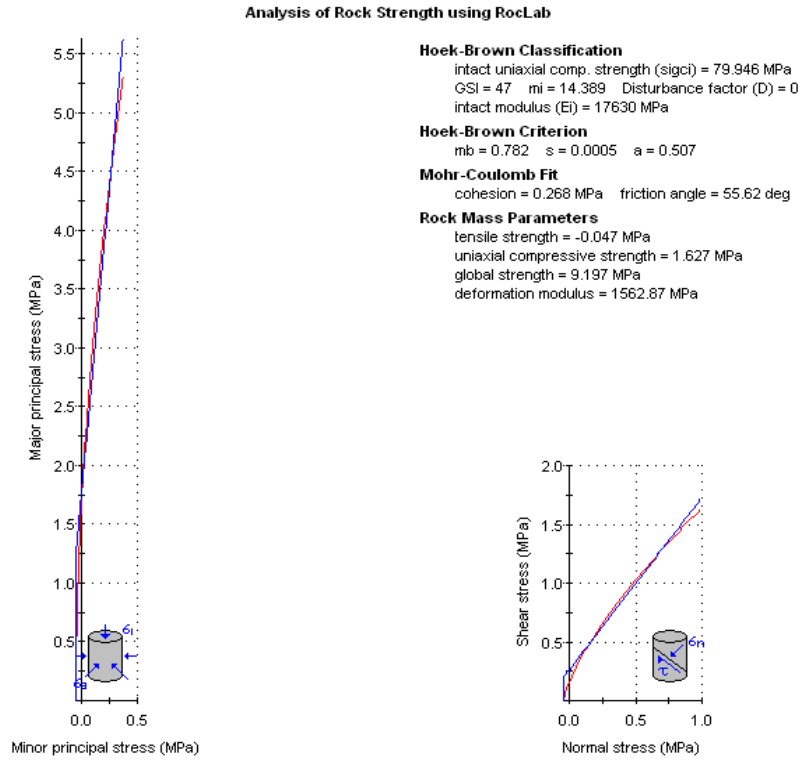 Analysis of Rock Strength using RocLab
Hoek-Brown Classification
intact uniaxial comp. strength (sigci) = 79.946 MPa
GSI = 47 mi = 14.389 Disturbance factor (D) = 0
intact modulus (Ei) = 17630 MPa
Hoek-Brown Criterion
mb = 0.782 s = 0.0005 a = 0.507
Mohr-Coulomb Fit
cohesion = 0.268 MPa friction angle = 55.62 deg
Rock Mass Parameters
tensile strength = -0.047 MPa
uniaxial compressive strength = 1.627 MPa
global strength = 9.197 MPa
deformation modulus = 1562.87 MPa
Major principal stress (MPa)
5.5
5.0
4.5
4.0
3.5
3.0
2.5
2.0
1.5
1.0
0.5
σ1
σ3
0.0 0.5
Minor principal stress (MPa)
Shear stress (MPa)
2.0
1.5
1.0
0.5
σn
τ
0.0 0.5 1.0
Normal stress (MPa)